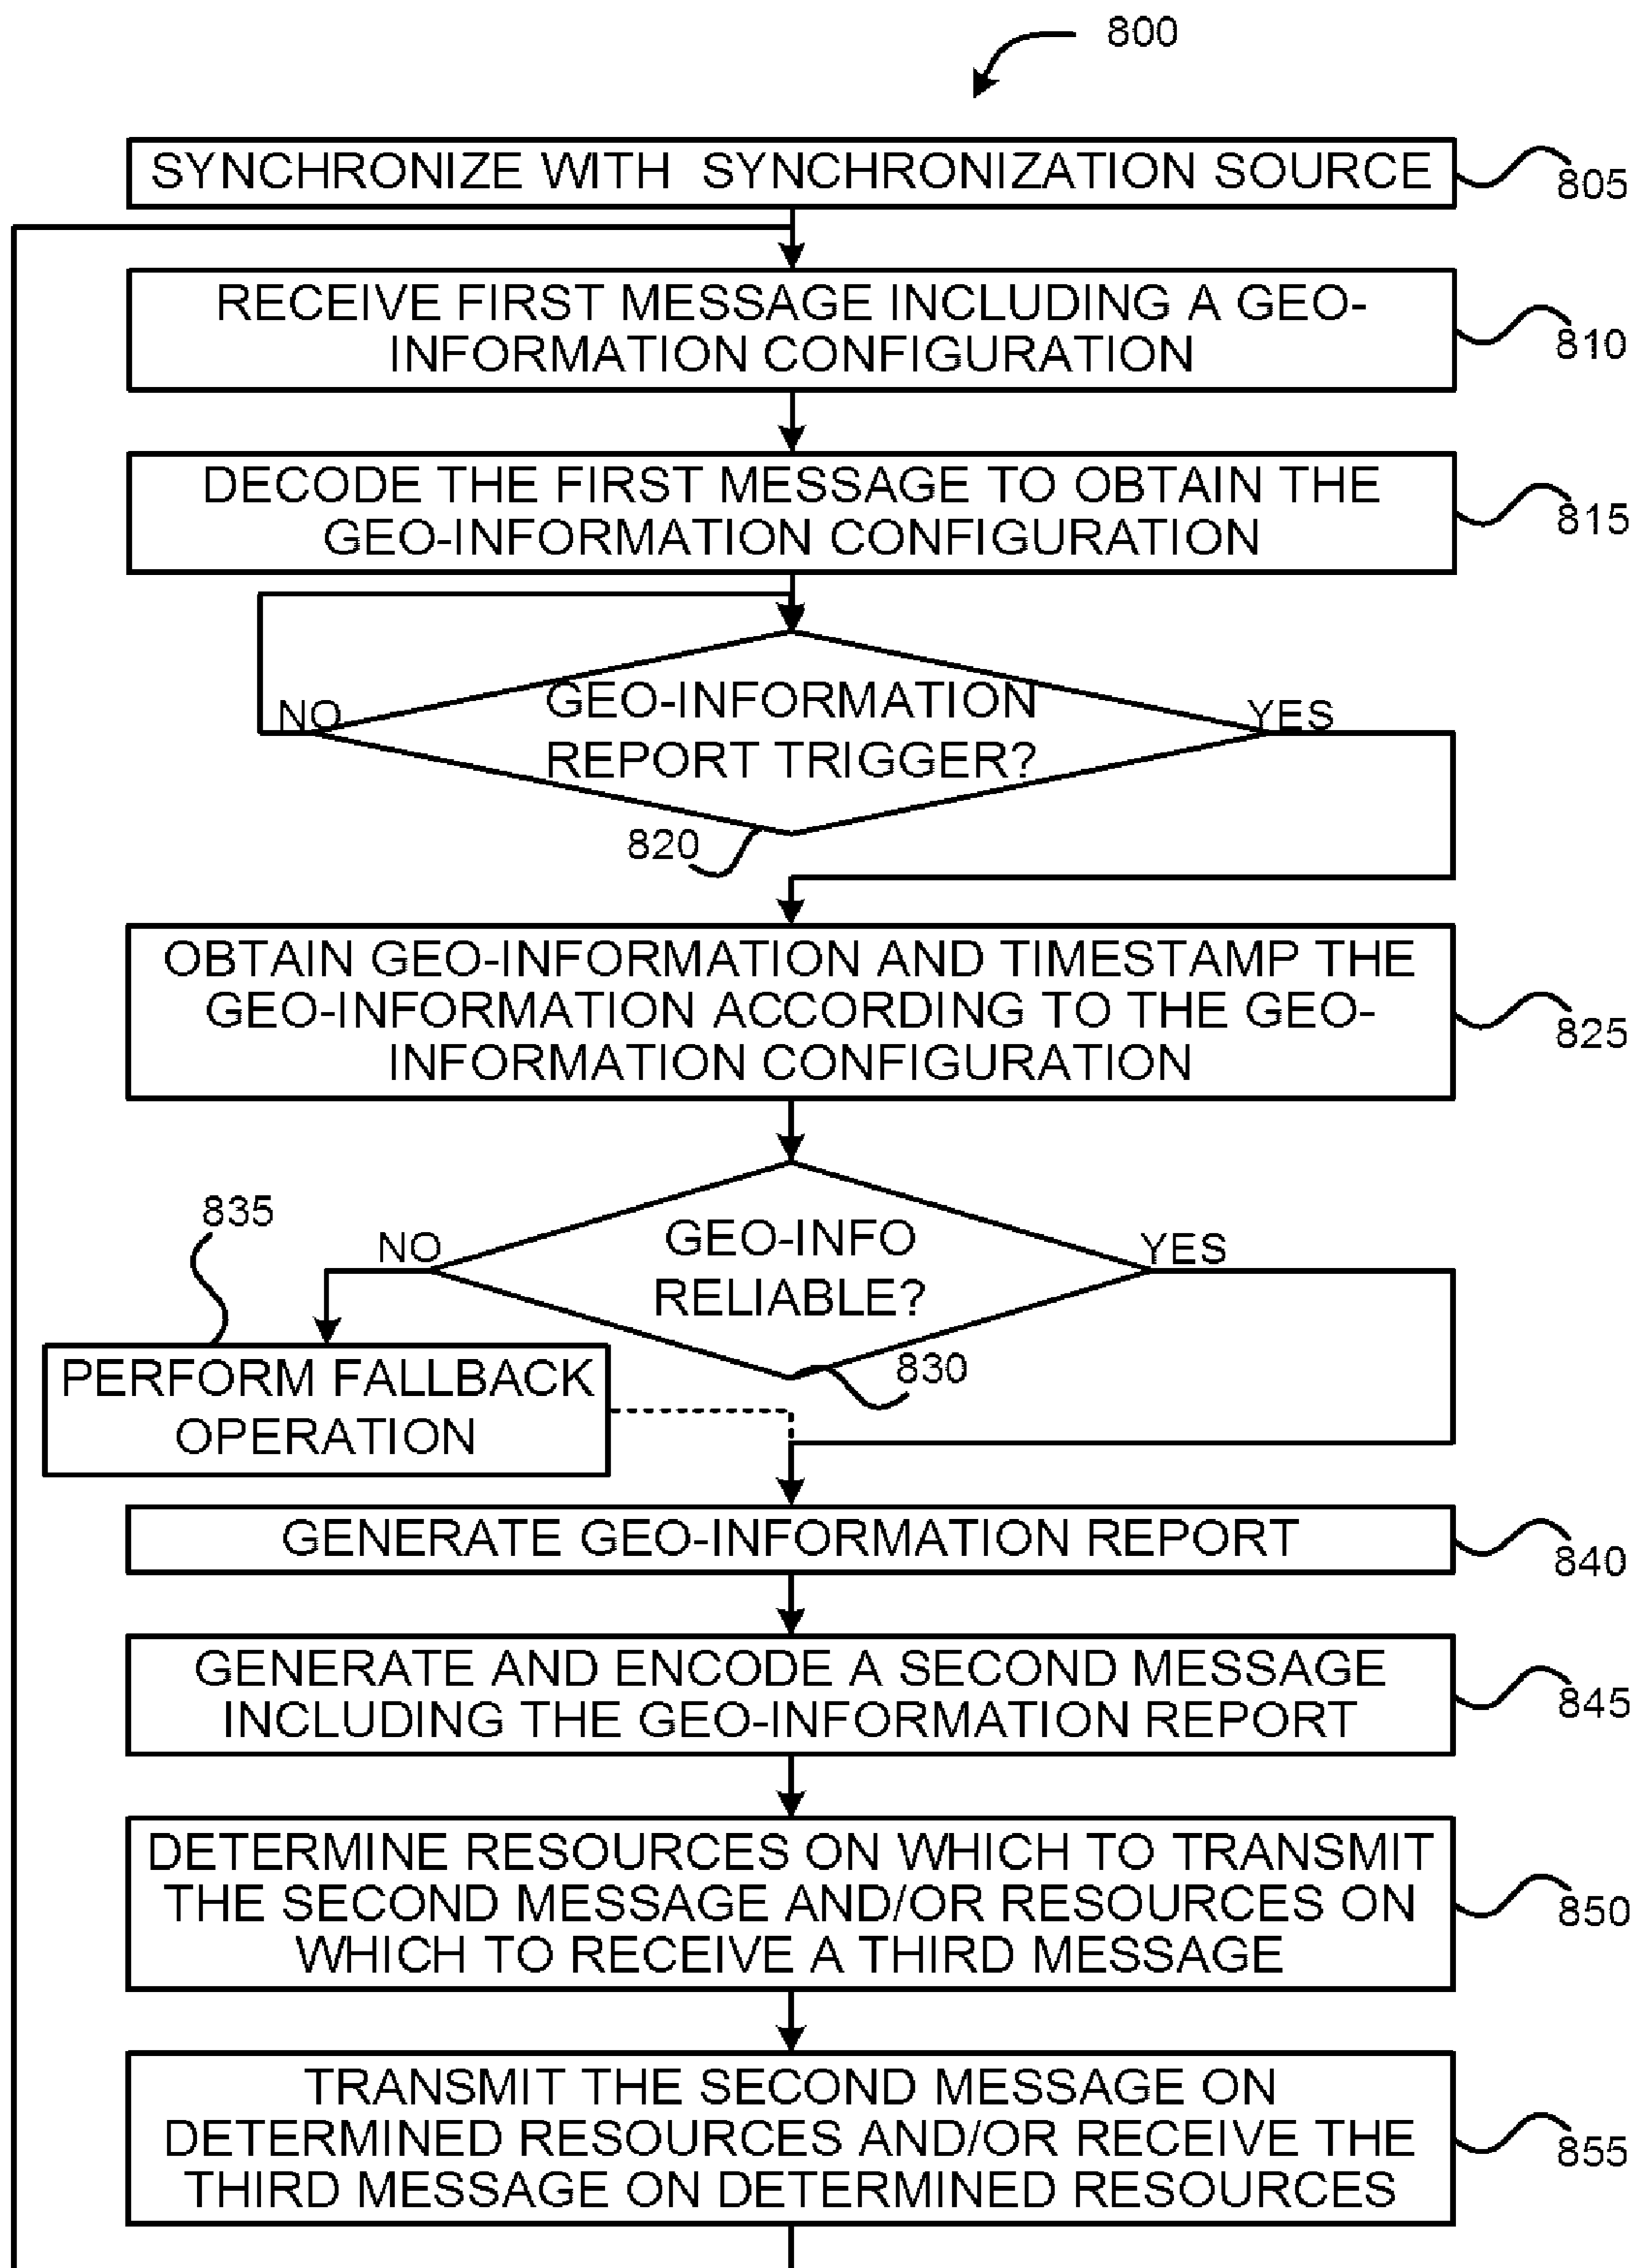 800
SYNCHRONIZE WITH SYNCHRONIZATION SOURCE
805
RECEIVE FIRST MESSAGE INCLUDING A GEO-
INFORMATION CONFIGURATION
810
DECODE THE FIRST MESSAGE TO OBTAIN THE
GEO-INFORMATION CONFIGURATION
815
NO
GEO-INFORMATION
REPORT TRIGGER?
YES
820
OBTAIN GEO-INFORMATION AND TIMESTAMP THE
GEO-INFORMATION ACCORDING TO THE GEO-
INFORMATION CONFIGURATION
825
835
NO
GEO-INFO
RELIABLE?
YES
830
PERFORM FALLBACK
OPERATION
GENERATE GEO-INFORMATION REPORT
840
GENERATE AND ENCODE A SECOND MESSAGE
INCLUDING THE GEO-INFORMATION REPORT
845
DETERMINE RESOURCES ON WHICH TO TRANSMIT
THE SECOND MESSAGE AND/OR RESOURCES ON
WHICH TO RECEIVE A THIRD MESSAGE
850
TRANSMIT THE SECOND MESSAGE ON
DETERMINED RESOURCES AND/OR RECEIVE THE
THIRD MESSAGE ON DETERMINED RESOURCES
855